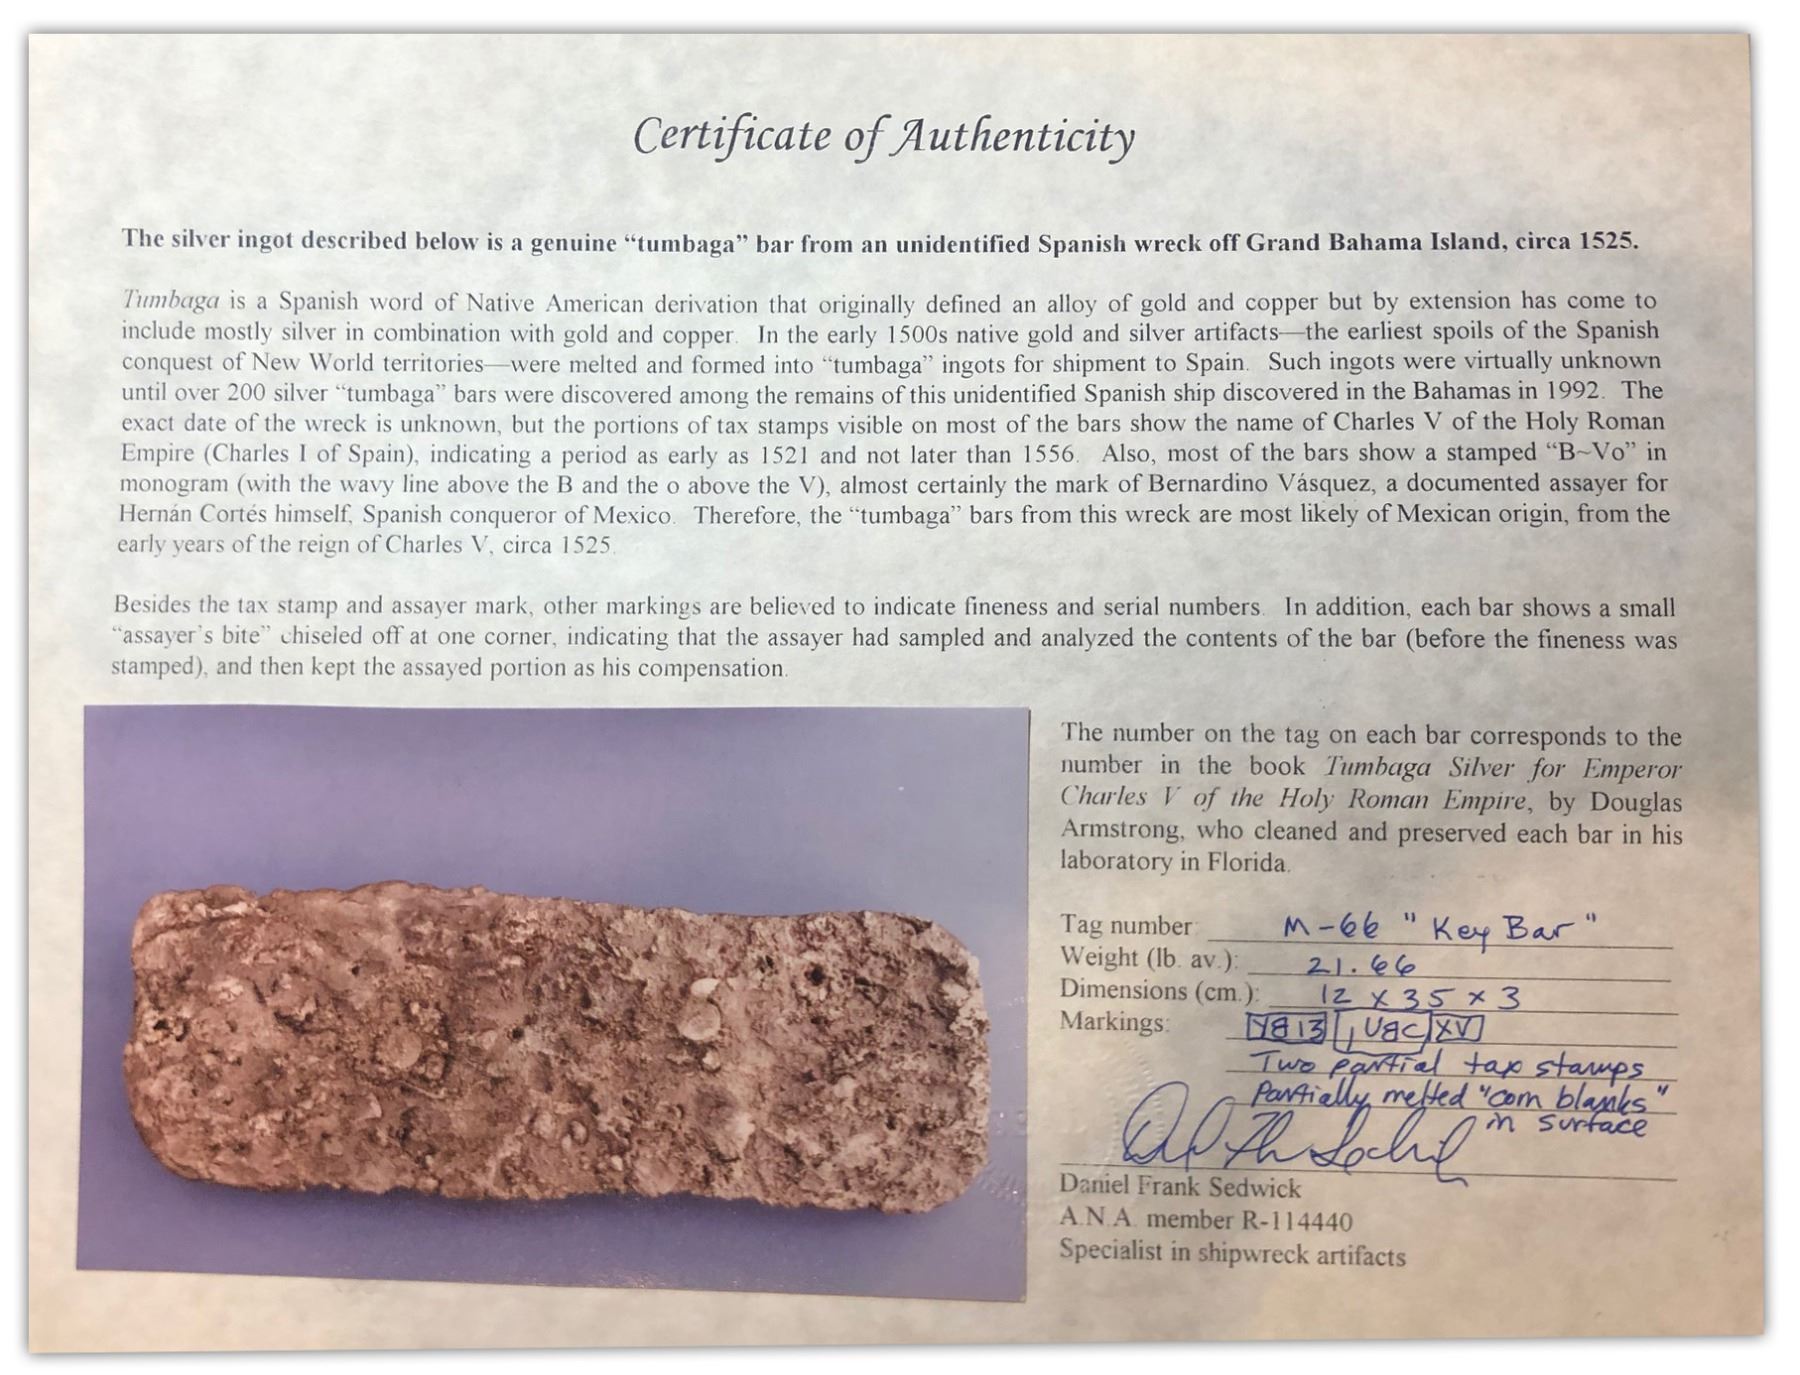 Certificate of Authenticity
The silver ingot described below is a genuine “tumbaga” bar from an unidentified Spanish wreck off Grand Bahama Island, circa 1525.
Tumbaga is a Spanish word of Native American derivation that originally defined an alloy of gold and copper but by extension has come to
include mostly silver in combination with gold and copper. In the early 1500s native gold and silver artifacts—the earliest spoils of the Spanish
conquest of New World territories—were melted and formed into “tumbaga” ingots for shipment to Spain. Such ingots were virtually unknown
until over 200 silver “tumbaga” bars were discovered among the remains of this unidentified Spanish ship discovered in the Bahamas in 1992. The
exact date of the wreck is unknown, but the portions of tax stamps visible on most of the bars show the name of Charles V of the Holy Roman
Empire (Charles I of Spain), indicating a period as early as 1521 and not later than 1556. Also, most of the bars show a stamped “B~Vo” in
monogram (with the wavy line above the B and the o above the V), almost certainly the mark of Bernardino Vásquez, a documented assayer for
Hernán Cortés himself, Spanish conqueror of Mexico. Therefore, the “tumbaga” bars from this wreck are most likely of Mexican origin, from the
early years of the reign of Charles V, circa 1525.
Besides the tax stamp and assayer mark, other markings are believed to indicate fineness and serial numbers. In addition, each bar shows a small
“assayer’s bite” chiseled off at one corner, indicating that the assayer had sampled and analyzed the contents of the bar (before the fineness was
stamped), and then kept the assayed portion as his compensation.
The number on the tag on each bar corresponds to the
number in the book Tumbaga Silver for Emperor
Charles V of the Holy Roman Empire, by Douglas
Armstrong, who cleaned and preserved each bar in his
laboratory in Florida.
Tag number: M-66 "Key Bar"
Weight (lb. av.): 21.66
Dimensions (cm.): 12 x 35 x 3
Markings: XV
Two partial tax stamps
Partially melted "coin blanks"
in surface
Daniel Frank Sedwick
A.N.A. member R-114440
Specialist in shipwreck artifacts